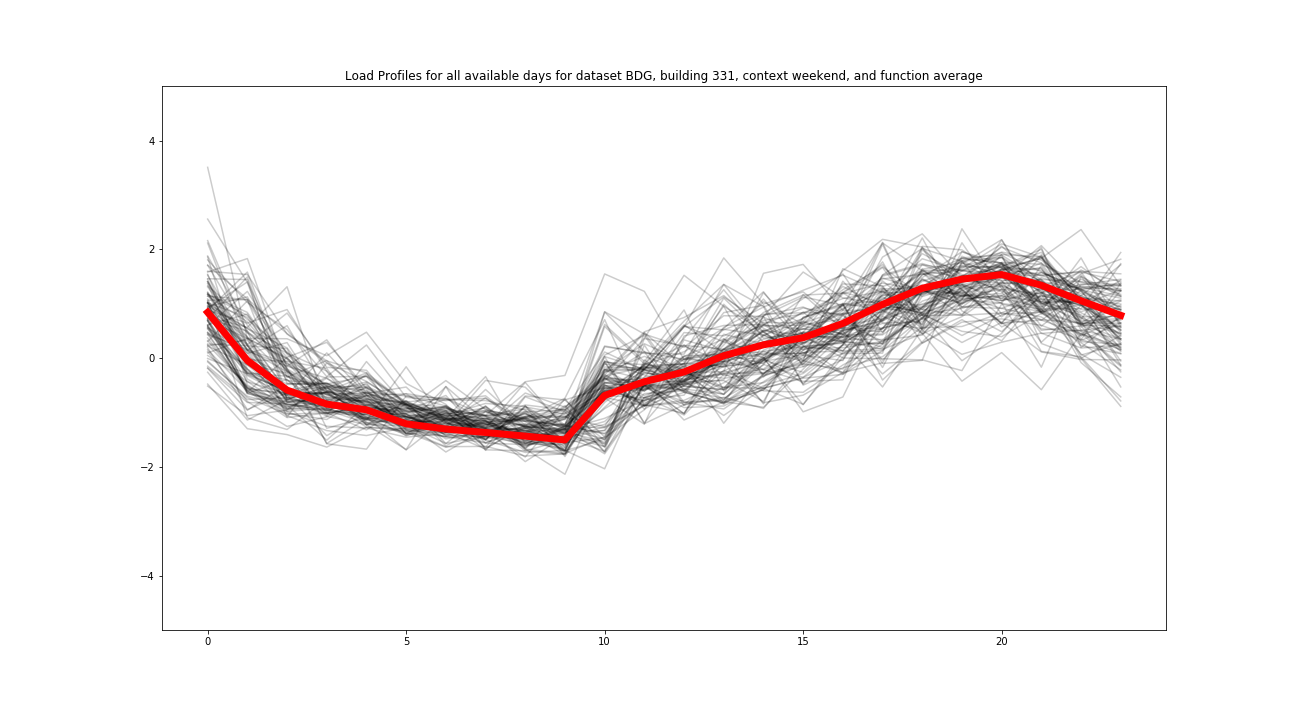 Load Profiles for all available days for dataset BDG, building 331, context weekend, and function average
4
2
0
−2
−4
0 5 10 15 20